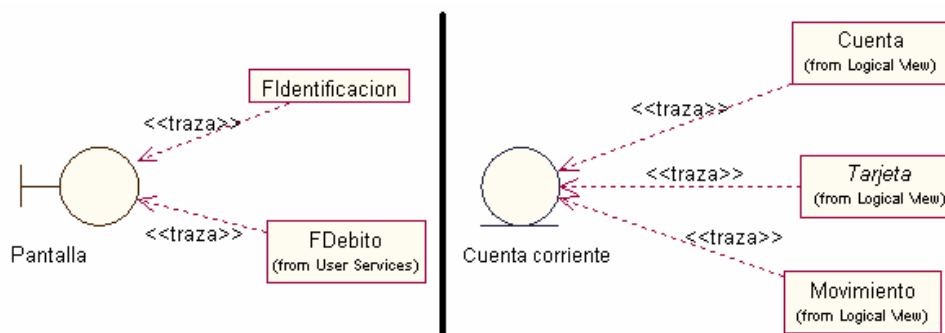 FIdentificacion
<<traza>>
<<traza>>
FDebito
(from User Services)
Pantalla
Cuenta
(from Logical View)
<<traza>>
Tarjeta
<<traza>>
(from Logical View)
<<traza>>
Cuenta corriente
Movimiento
(from Logical View)